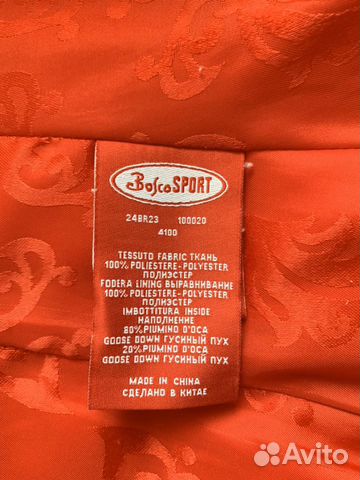 Bosco SPORT
24BR23 100020
4100
TESSUTO FABRIC ТКАНЬ
100% POLIESTERE-POLYESTER
ПОЛИЭСТЕР
FODERA LINING ВЫРАВНИВАНИЕ
100% POLIESTERE-POLYESTER
ПОЛИЭСТЕР
IMBOTTITURA INSIDE
НАПОЛНЕНИЕ
80% PIUMINO D'OCA
GOOSE DOWN ГУСИНЫЙ ПУХ
20% PIUMINO D'OCA
GOOSE DOWN ГУСИНЫЙ ПУХ
MADE IN CHINA
СДЕЛАНО В КИТАЕ
Avito